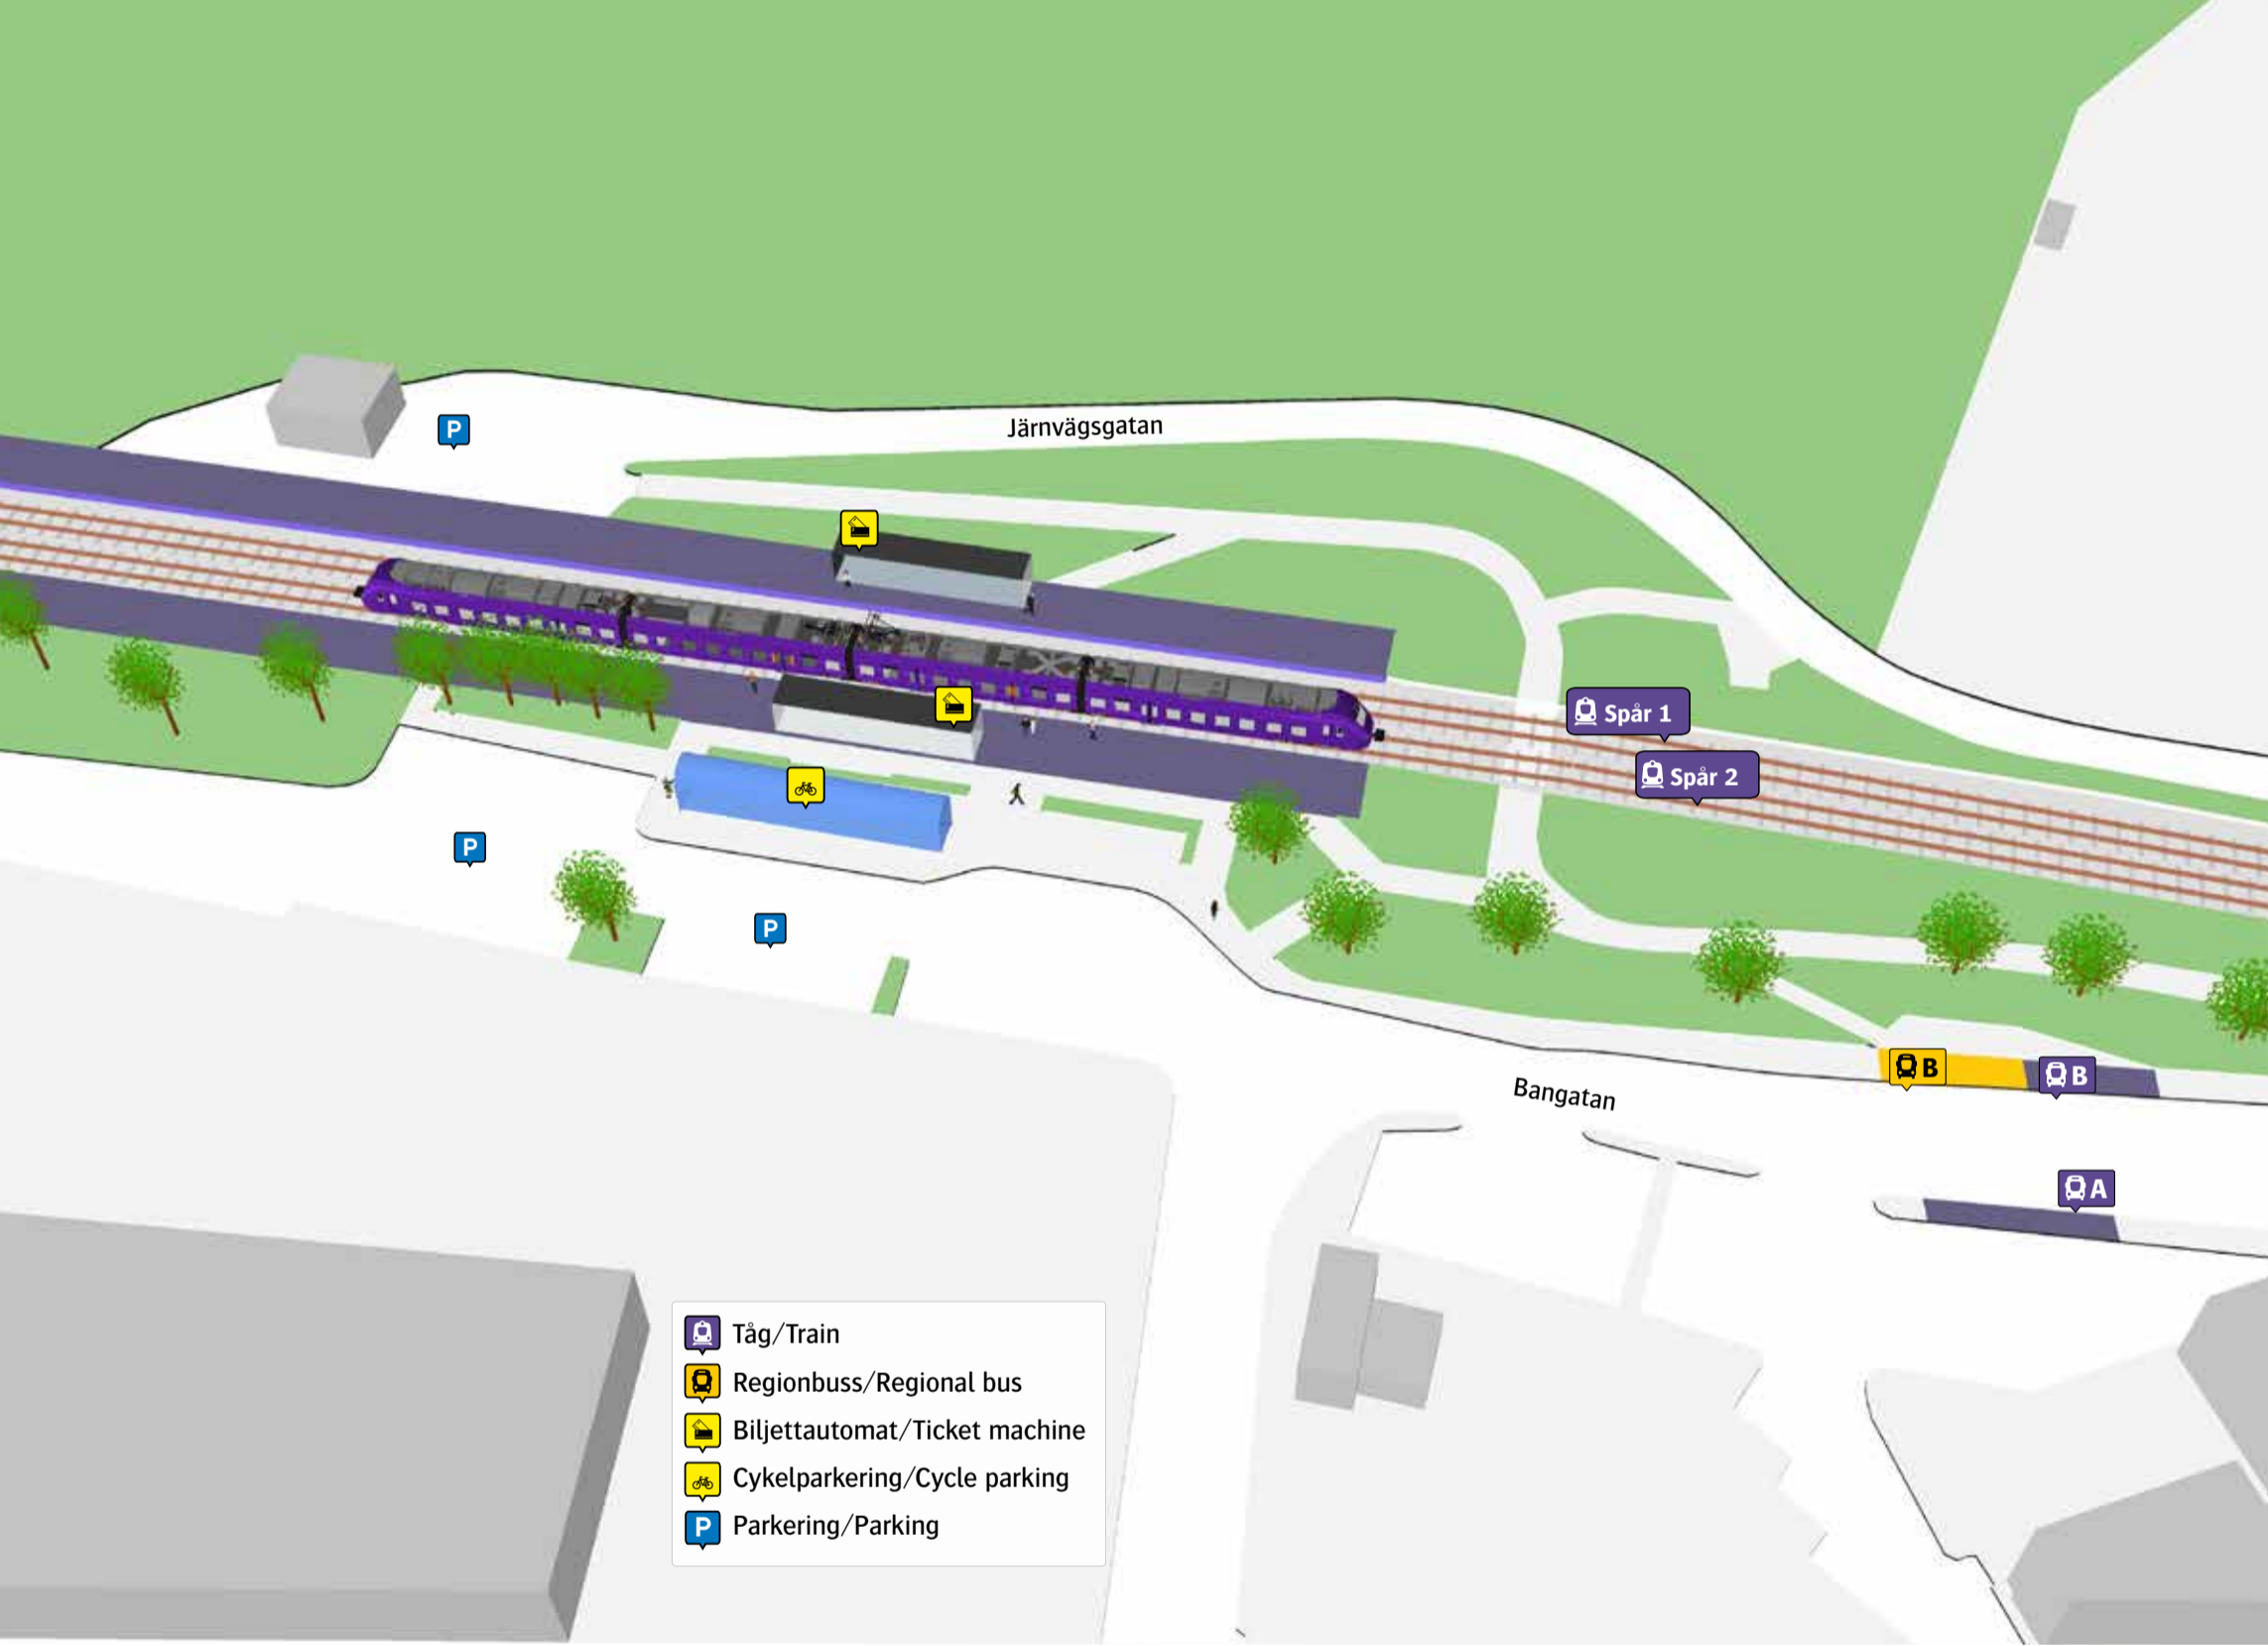 P
Järnvägsgatan
Spår 1
Spår 2
P
P
Bangatan
B
B
A
Tåg/Train
Regionbuss/Regional bus
Biljettautomat/Ticket machine
Cykelparkering/Cycle parking
P Parkering/Parking